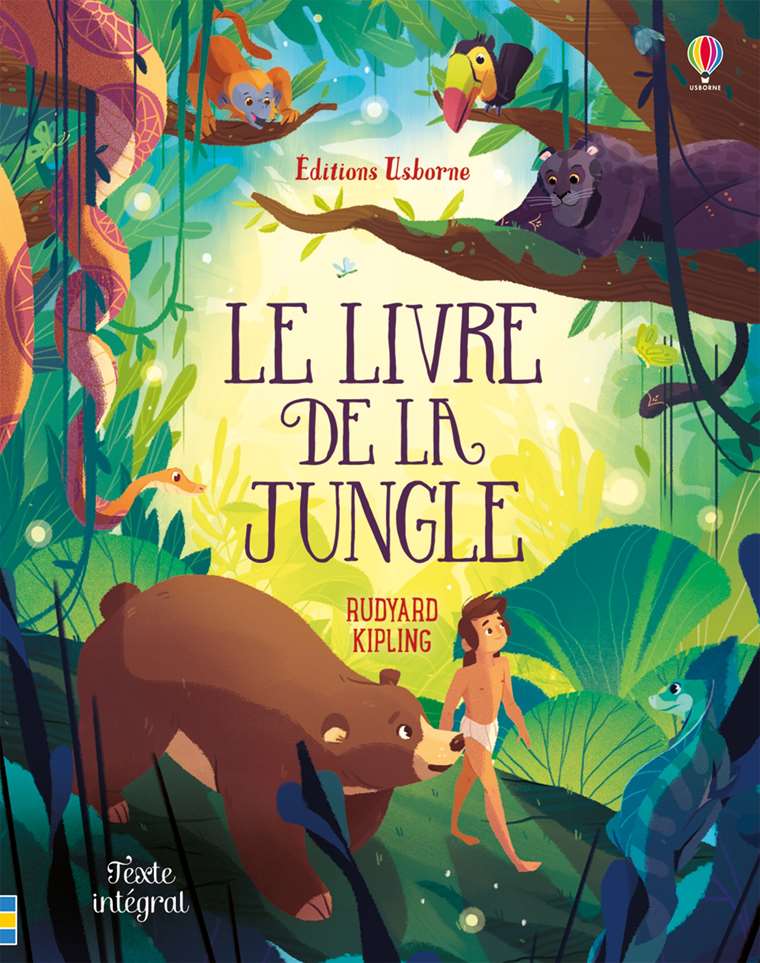 USBORNE
Éditions Usborne
LE LIVRE
DE LA
JUNGLE
RUDYARD
KIPLING
Texte
intégral